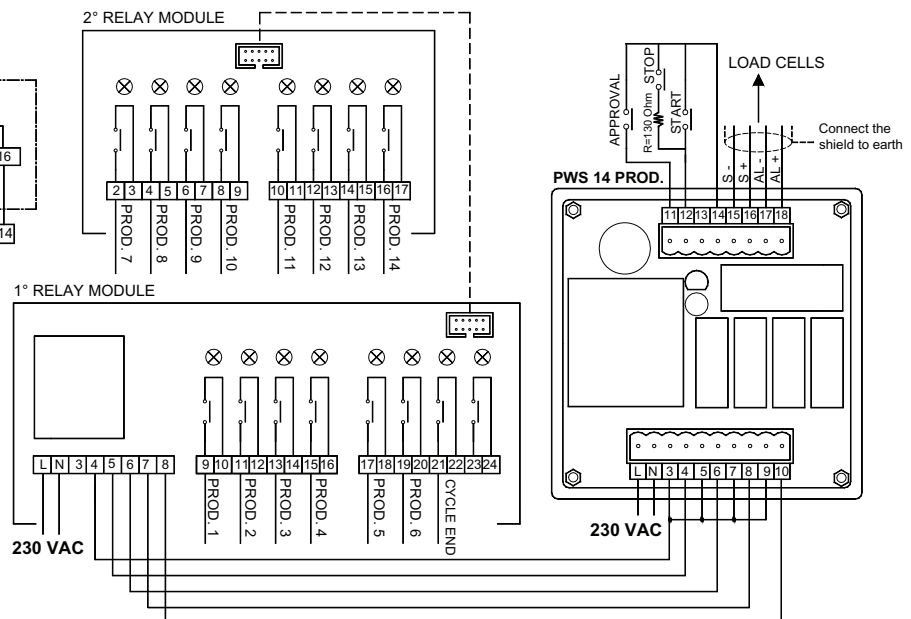 2° RELAY MODULE
2 3 4 5 6 7 8 9
10 11 12 13 14 15 16 17
PROD. 7
PROD. 8
PROD. 9
PROD. 10
PROD. 11
PROD. 12
PROD. 13
PROD. 14
16
14
1° RELAY MODULE
L N 3 4 5 6 7 8
9 10 11 12 13 14 15 16
17 18 19 20 21 22 23 24
PROD. 1
PROD. 2
PROD. 3
PROD. 4
PROD. 5
PROD. 6
CYCLE END
230 VAC
APPROVAL
R=130 Ohm
STOP
START
LOAD CELLS
S -
S +
AL -
AL +
Connect the
shield to earth
PWS 14 PROD.
11 12 13 14 15 16 17 18
L N 3 4 5 6 7 8 9 10
230 VAC